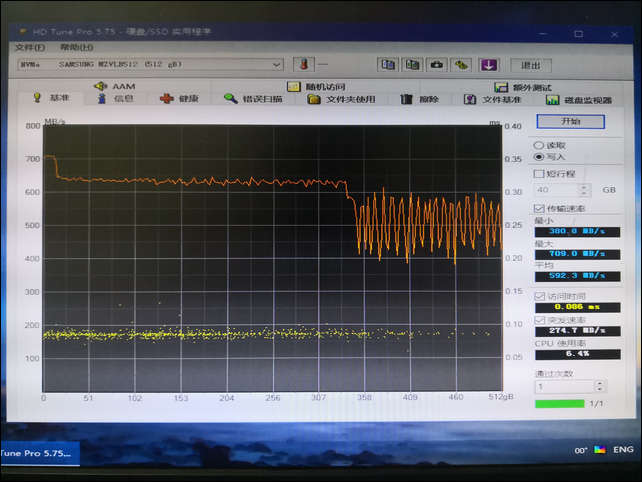 HD Tune Pro 5.75 - 硬盘/SSD 实用程序
文件(F) 帮助(H)
NVMe SAMSUNG MZVLB512 (512 gB)
退出
AAM 随机访问 额外测试
基准 信息 健康 错误扫描 文件夹使用 擦除 文件基准 磁盘监视器
MB/s ms
800 0.40
700 0.35
600 0.30
500 0.25
400 0.20
300 0.15
200 0.10
100 0.05
0 51 102 153 204 256 307 358 409 460 512gB
开始
读取
写入
短行程
40 GB
传输速率
最小
380.0 MB/s
最大
709.0 MB/s
平均
592.3 MB/s
访问时间
0.086 ms
突发速率
274.7 MB/s
CPU 使用率
6.4%
通过次数
1
1/1
Tune Pro 5.75...
00° ENG